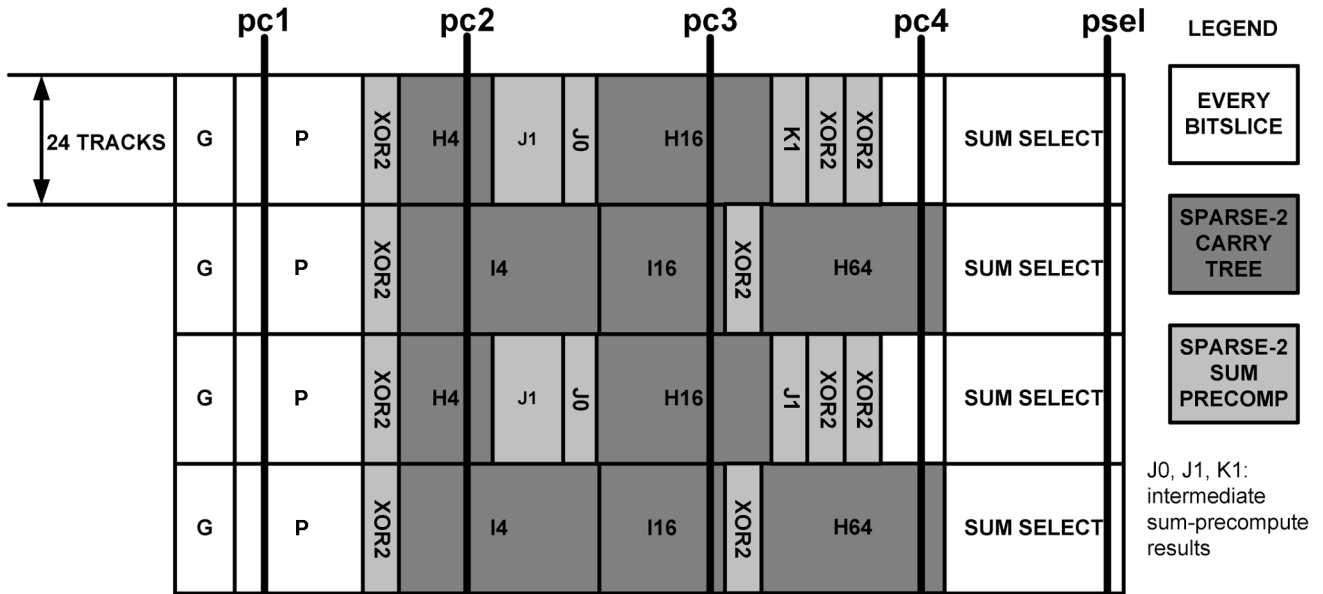 pc1 pc2 pc3 pc4 psel
LEGEND
24 TRACKS
G P XOR2 H4 J1 J0 H16 K1 XOR2 XOR2 SUM SELECT
G P XOR2 I4 I16 XOR2 H64 SUM SELECT
G P XOR2 H4 J1 J0 H16 J1 XOR2 XOR2 SUM SELECT
G P XOR2 I4 I16 XOR2 H64 SUM SELECT
EVERY
BITSLICE
SPARSE-2
CARRY
TREE
SPARSE-2
SUM
PRECOMP
J0, J1, K1:
intermediate
sum-precompute
results